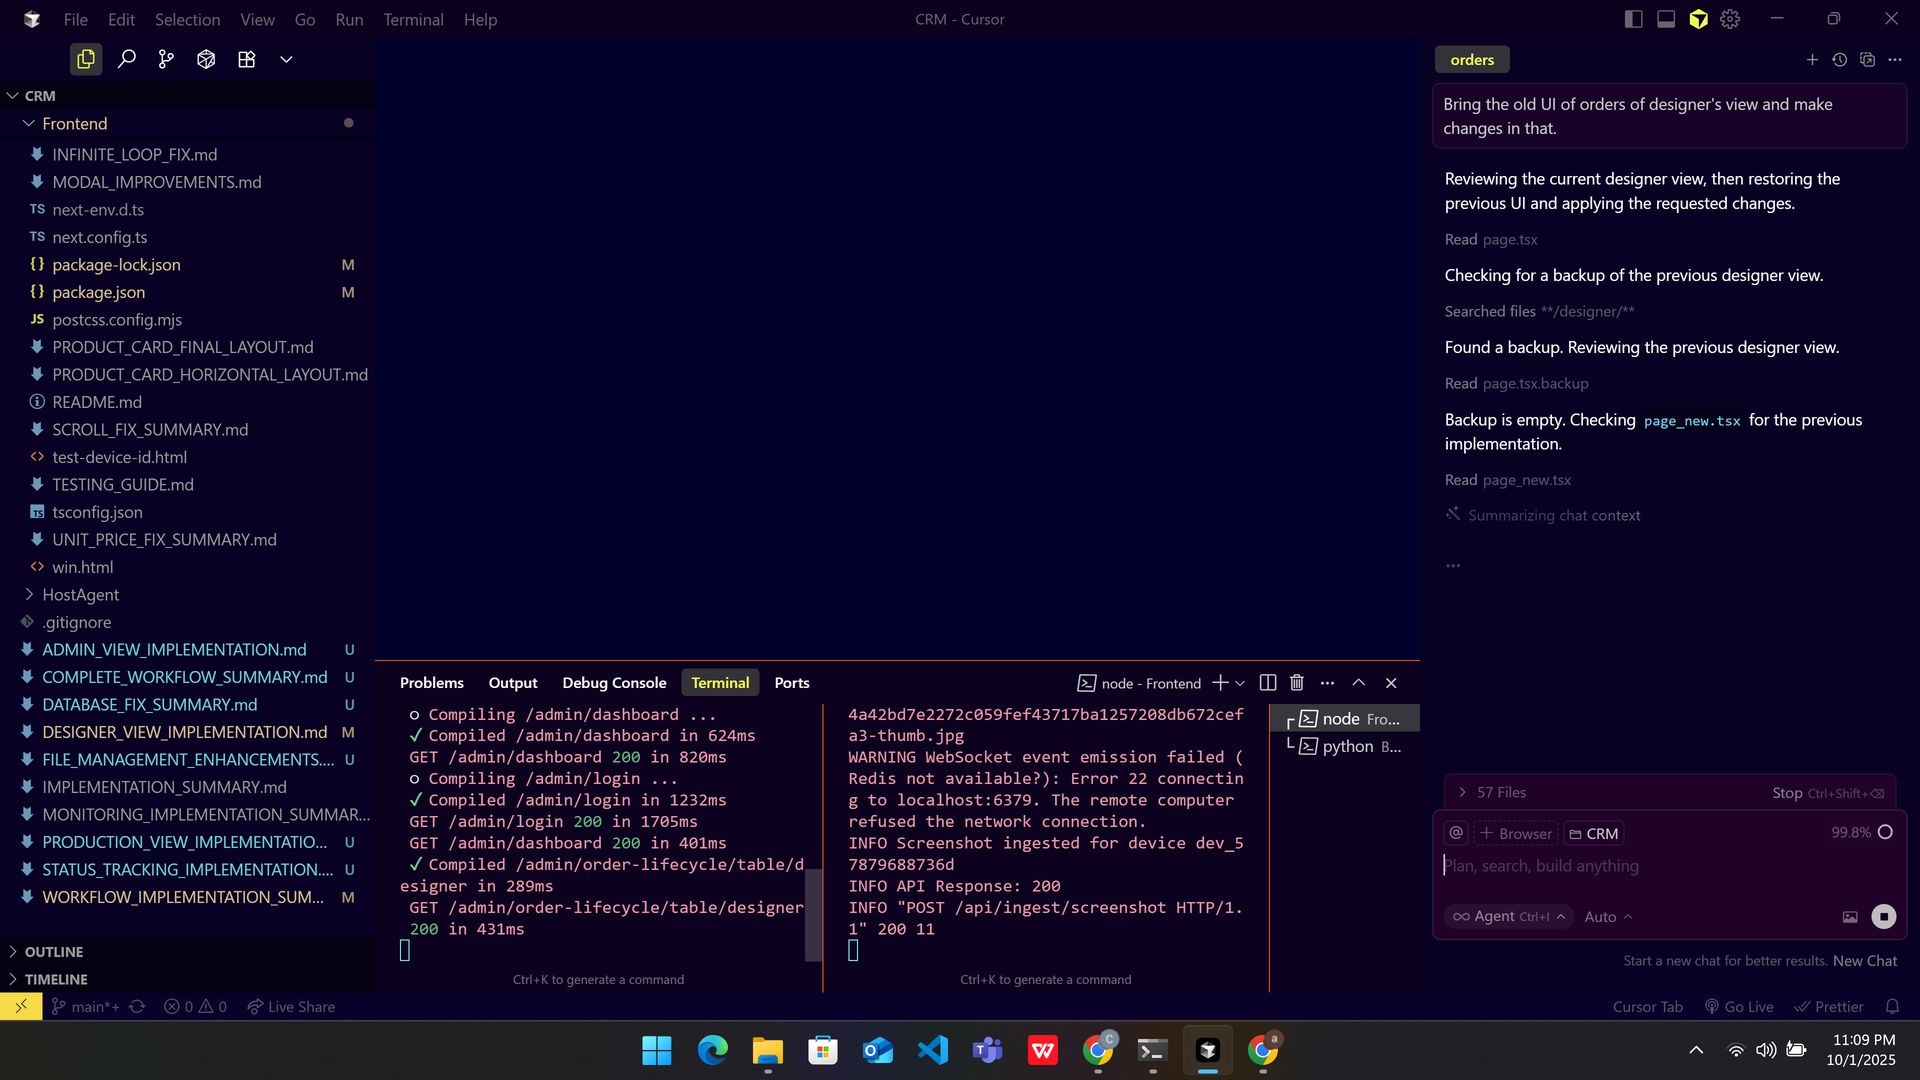 File Edit Selection View Go Run Terminal Help
CRM - Cursor
CRM
Frontend
INFINITE_LOOP_FIX.md
MODAL_IMPROVEMENTS.md
TS next-env.d.ts
TS next.config.ts
{} package-lock.json M
{} package.json M
JS postcss.config.mjs
PRODUCT_CARD_FINAL_LAYOUT.md
PRODUCT_CARD_HORIZONTAL_LAYOUT.md
README.md
SCROLL_FIX_SUMMARY.md
<> test-device-id.html
TESTING_GUIDE.md
TS tsconfig.json
UNIT_PRICE_FIX_SUMMARY.md
<> win.html
HostAgent
.gitignore
ADMIN_VIEW_IMPLEMENTATION.md U
COMPLETE_WORKFLOW_SUMMARY.md U
DATABASE_FIX_SUMMARY.md U
DESIGNER_VIEW_IMPLEMENTATION.md M
FILE_MANAGEMENT_ENHANCEMENTS.... U
IMPLEMENTATION_SUMMARY.md
MONITORING_IMPLEMENTATION_SUMMAR...
PRODUCTION_VIEW_IMPLEMENTATIO... U
STATUS_TRACKING_IMPLEMENTATION.... U
WORKFLOW_IMPLEMENTATION_SUM... M
OUTLINE
TIMELINE
Problems Output Debug Console Terminal Ports
node - Frontend
○ Compiling /admin/dashboard ...
✓ Compiled /admin/dashboard in 624ms
GET /admin/dashboard 200 in 820ms
○ Compiling /admin/login ...
✓ Compiled /admin/login in 1232ms
GET /admin/login 200 in 1705ms
GET /admin/dashboard 200 in 401ms
✓ Compiled /admin/order-lifecycle/table/d
esigner in 289ms
GET /admin/order-lifecycle/table/designer
200 in 431ms
Ctrl+K to generate a command
4a42bd7e2272c059fef43717ba1257208db672cef
a3-thumb.jpg
WARNING WebSocket event emission failed (
Redis not available?): Error 22 connectin
g to localhost:6379. The remote computer
refused the network connection.
INFO Screenshot ingested for device dev_5
7879688736d
INFO API Response: 200
INFO "POST /api/ingest/screenshot HTTP/1.
1" 200 11
Ctrl+K to generate a command
node Fro...
python B...
orders
Bring the old UI of orders of designer's view and make
changes in that.
Reviewing the current designer view, then restoring the
previous UI and applying the requested changes.
Read page.tsx
Checking for a backup of the previous designer view.
Searched files **/designer/**
Found a backup. Reviewing the previous designer view.
Read page.tsx.backup
Backup is empty. Checking page_new.tsx for the previous
implementation.
Read page_new.tsx
Summarizing chat context
...
57 Files Stop Ctrl+Shift+⌫
@ + Browser CRM 99.8%
Plan, search, build anything
∞ Agent Ctrl+I Auto
Start a new chat for better results. New Chat
main*+ 0 0 Live Share
Cursor Tab Go Live Prettier
11:09 PM
10/1/2025